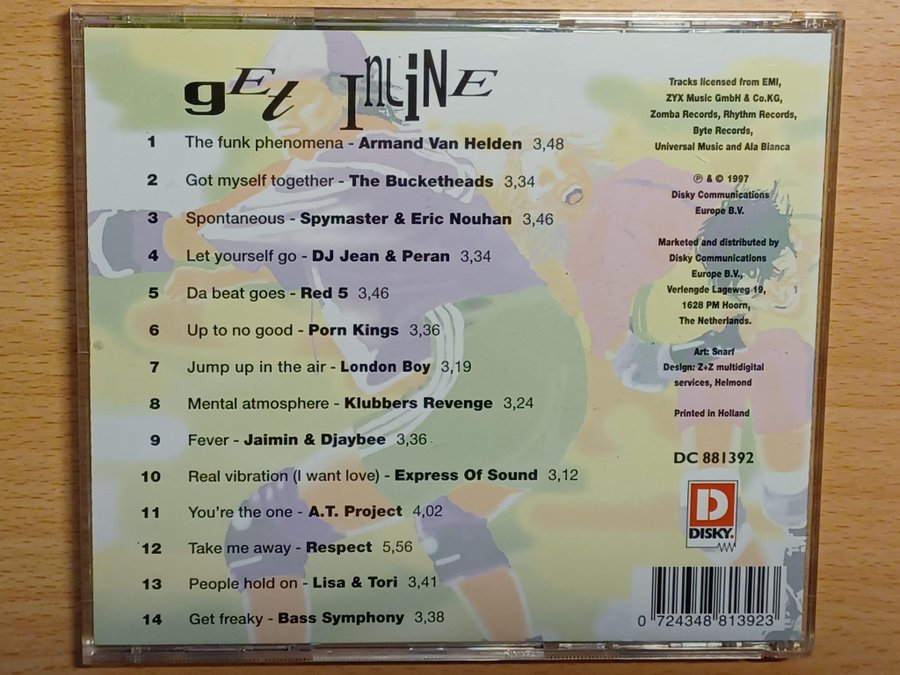 gEt InLiNE
1 The funk phenomena - Armand Van Helden 3,48
2 Got myself together - The Bucketheads 3,34
3 Spontaneous - Spymaster & Eric Nouhan 3,46
4 Let yourself go - DJ Jean & Peran 3,34
5 Da beat goes - Red 5 3,46
6 Up to no good - Porn Kings 3,36
7 Jump up in the air - London Boy 3,19
8 Mental atmosphere - Klubbers Revenge 3,24
9 Fever - Jaimin & Djaybee 3,36
10 Real vibration (I want love) - Express Of Sound 3,12
11 You're the one - A.T. Project 4,02
12 Take me away - Respect 5,56
13 People hold on - Lisa & Tori 3,41
14 Get freaky - Bass Symphony 3,38
Tracks licensed from EMI,
ZYX Music GmbH & Co.KG,
Zomba Records, Rhythm Records,
Byte Records,
Universal Music and Ala Bianca
℗ & © 1997
Disky Communications
Europe B.V.
Marketed and distributed by
Disky Communications
Europe B.V.,
Verlengde Lageweg 19,
1628 PM Hoorn,
The Netherlands.
Art: Snarf
Design: Z+Z multidigital
services, Helmond
Printed in Holland
DC 881392
D
DISKY.
0 724348 813923